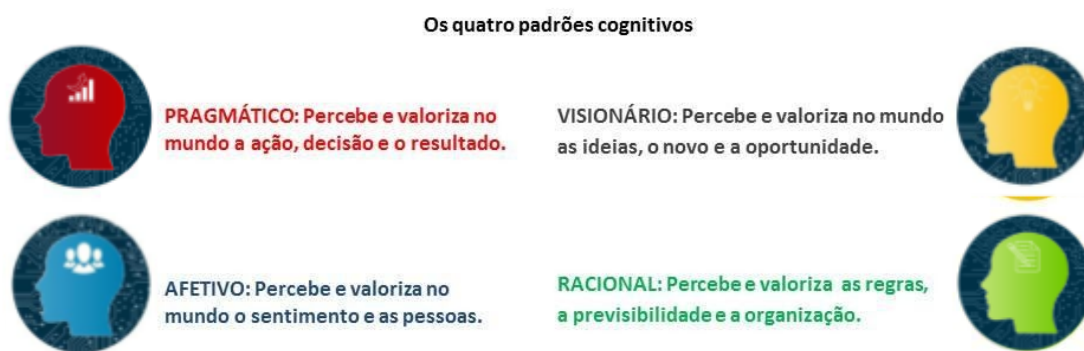 Os quatro padrões cognitivos
PRAGMÁTICO: Percebe e valoriza no
mundo a ação, decisão e o resultado.
VISIONÁRIO: Percebe e valoriza no mundo
as ideias, o novo e a oportunidade.
AFETIVO: Percebe e valoriza no
mundo o sentimento e as pessoas.
RACIONAL: Percebe e valoriza as regras,
a previsibilidade e a organização.